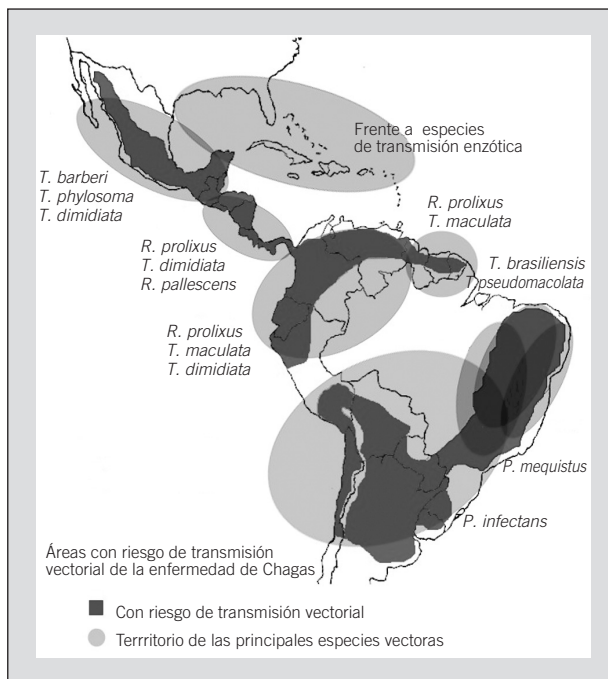 Frente a especies
de transmisión enzótica
T. barberi
T. phylosoma
T. dimidiata
R. prolixus
T. maculata
R. prolixus
T. dimidiata
R. pallescens
T. brasiliensis
T. pseudomacolata
R. prolixus
T. maculata
T. dimidiata
P. mequistus
P. infectans
Áreas con riesgo de transmisión
vectorial de la enfermedad de Chagas
Con riesgo de transmisión vectorial
Terrritorio de las principales especies vectoras